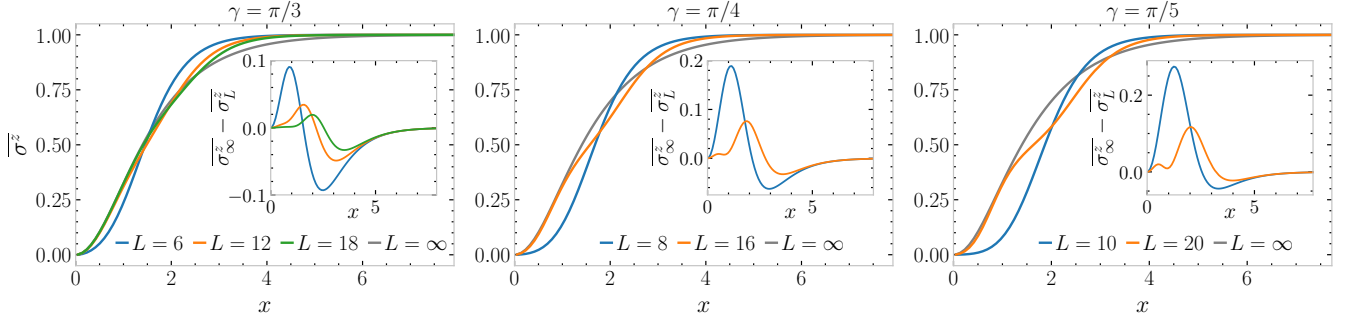 γ = π/3
1.00
0.75
0.50
0.25
0.00
σ^z
0.1
0.0
−0.1
σ^z_∞ − σ^z_L
0
5
x
L = 6
L = 12
L = 18
L = ∞
0
2
4
6
x
γ = π/4
1.00
0.75
0.50
0.25
0.00
0.2
0.1
0.0
σ^z_∞ − σ^z_L
0
5
x
L = 8
L = 16
L = ∞
0
2
4
6
x
γ = π/5
1.00
0.75
0.50
0.25
0.00
0.2
0.0
σ^z_∞ − σ^z_L
0
5
x
L = 10
L = 20
L = ∞
0
2
4
6
x